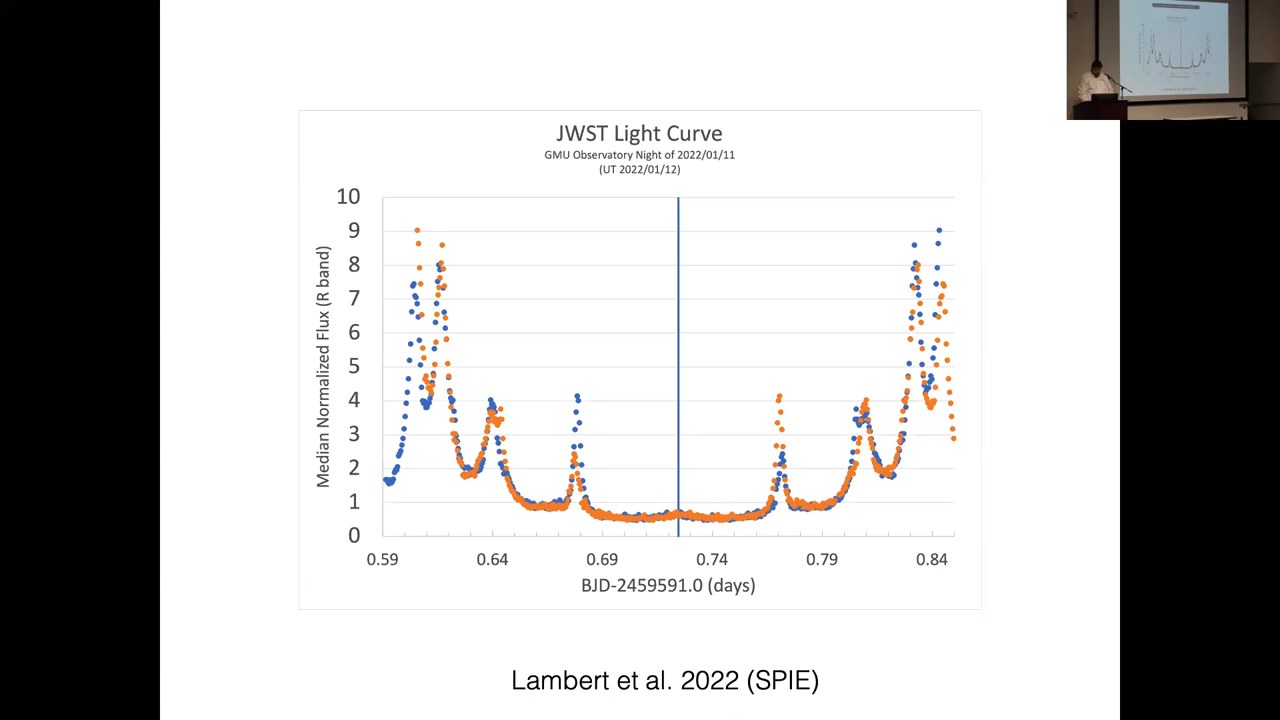 JWST Light Curve
GMU Observatory Night of 2022/01/11
(UT 2022/01/12)
Median Normalized Flux (R band)
10
9
8
7
6
5
4
3
2
1
0
0.59 0.64 0.69 0.74 0.79 0.84
BJD-2459591.0 (days)
Lambert et al. 2022 (SPIE)